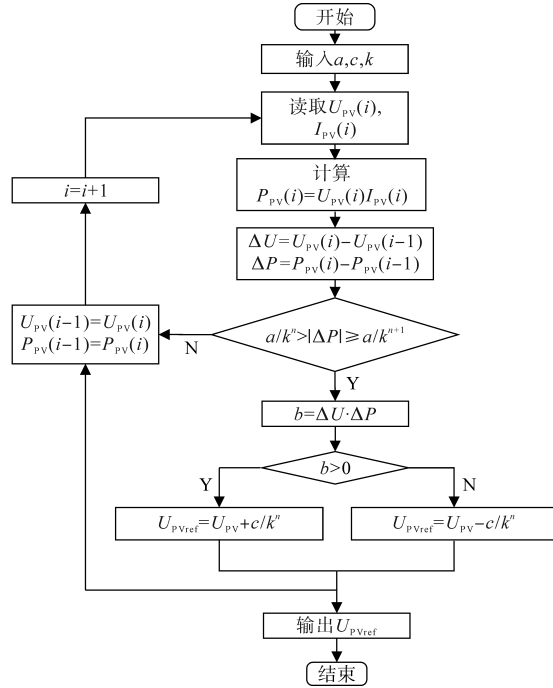 开始
输入a,c,k
读取U_PV(i),
I_PV(i)
计算
P_PV(i)=U_PV(i)I_PV(i)
ΔU=U_PV(i)-U_PV(i-1)
ΔP=P_PV(i)-P_PV(i-1)
i=i+1
U_PV(i-1)=U_PV(i)
P_PV(i-1)=P_PV(i)
N
a/k^n>|ΔP|≥a/k^{n+1}
Y
b=ΔU·ΔP
b>0
Y
N
U_PVref=U_PV+c/k^n
U_PVref=U_PV-c/k^n
输出U_PVref
结束